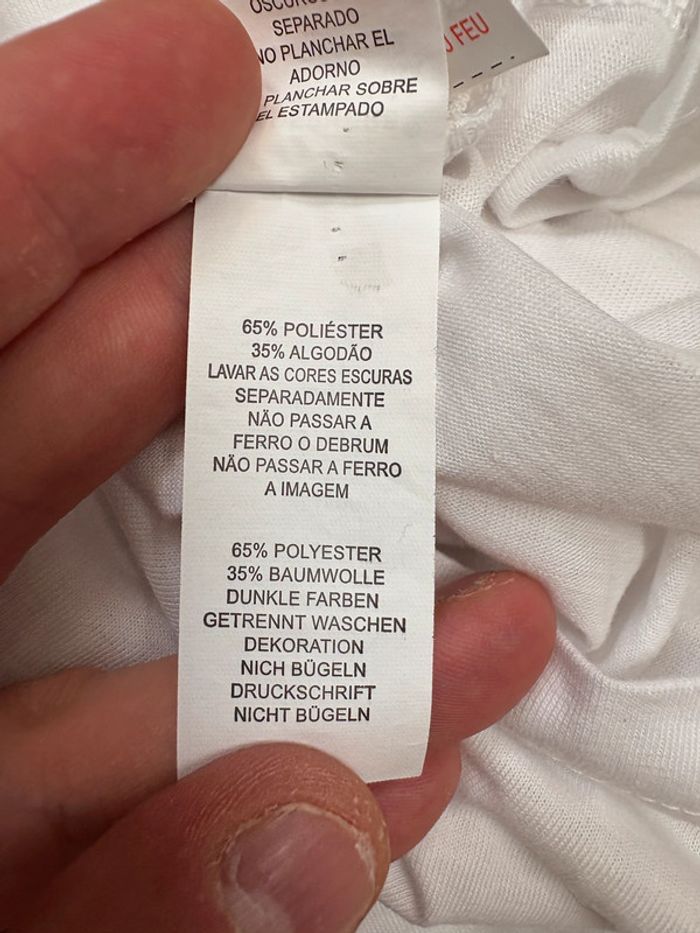 SEPARADO
NO PLANCHAR EL
ADORNO
PLANCHAR SOBRE
EL ESTAMPADO
FEU
65% POLIÉSTER
35% ALGODÃO
LAVAR AS CORES ESCURAS
SEPARADAMENTE
NÃO PASSAR A
FERRO O DEBRUM
NÃO PASSAR A FERRO
A IMAGEM
65% POLYESTER
35% BAUMWOLLE
DUNKLE FARBEN
GETRENNT WASCHEN
DEKORATION
NICH BÜGELN
DRUCKSCHRIFT
NICHT BÜGELN